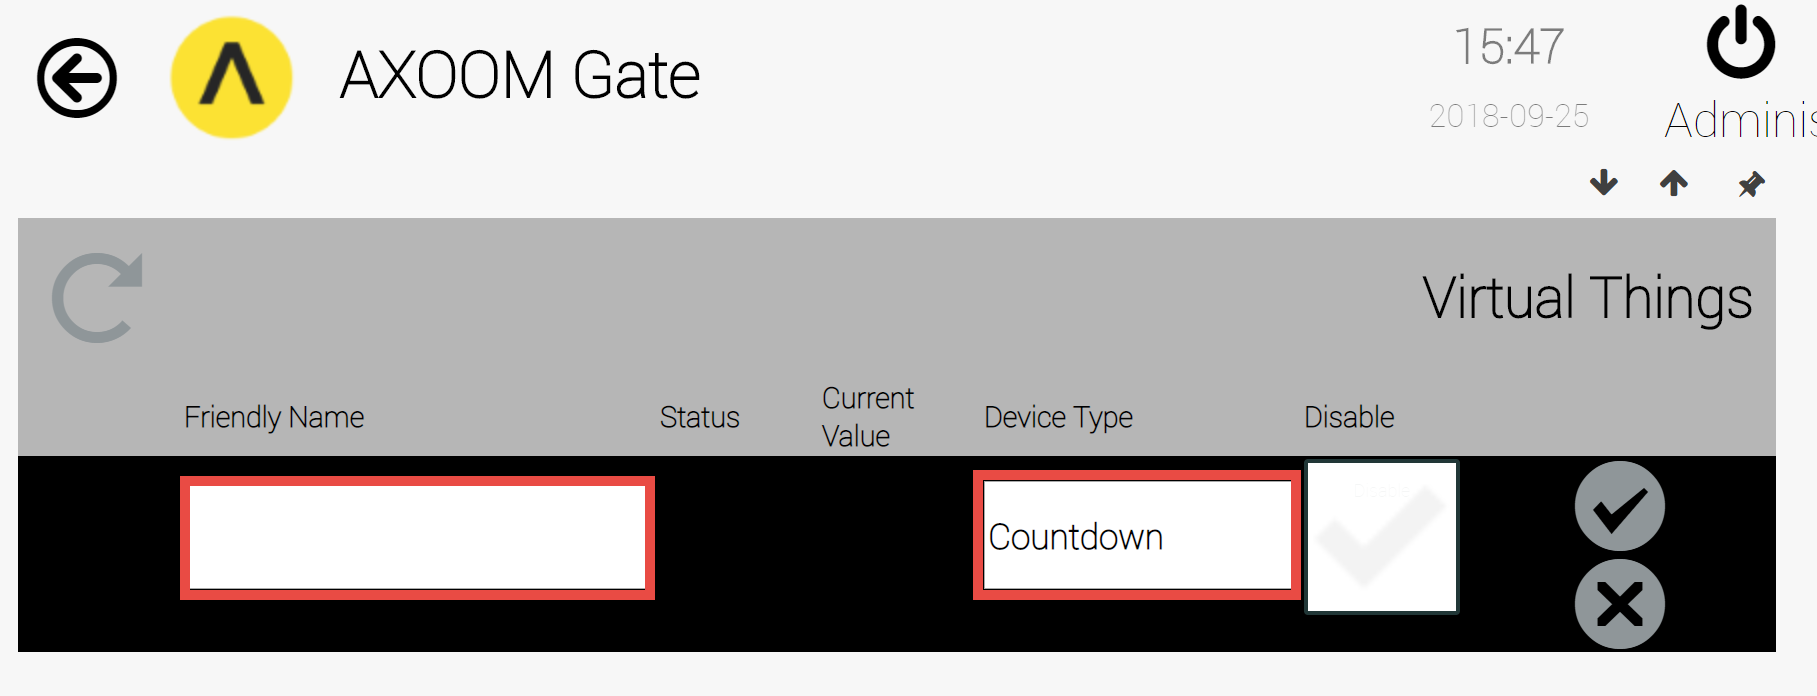 AXOOM Gate
15:47
2018-09-25
Adminis
Virtual Things
Friendly Name
Status
Current
Value
Device Type
Disable
Countdown
Disable